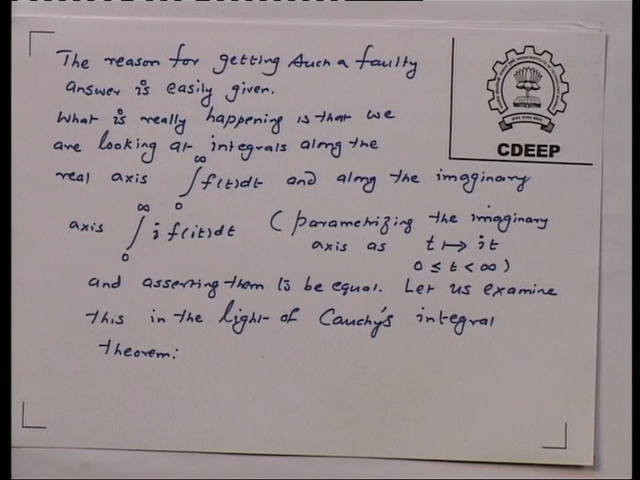 The reason for getting such a faulty
answer is easily given.
What is really happening is that we
are looking at integrals along the
real axis ∫₀^∞ f(t)dt and along the imaginary
axis ∫₀^∞ i f(it)dt (parametrizing the imaginary
axis as t ↦ it
0 ≤ t < ∞)
and asserting them to be equal. Let us examine
this in the light of Cauchy's integral
theorem:
CDEEP